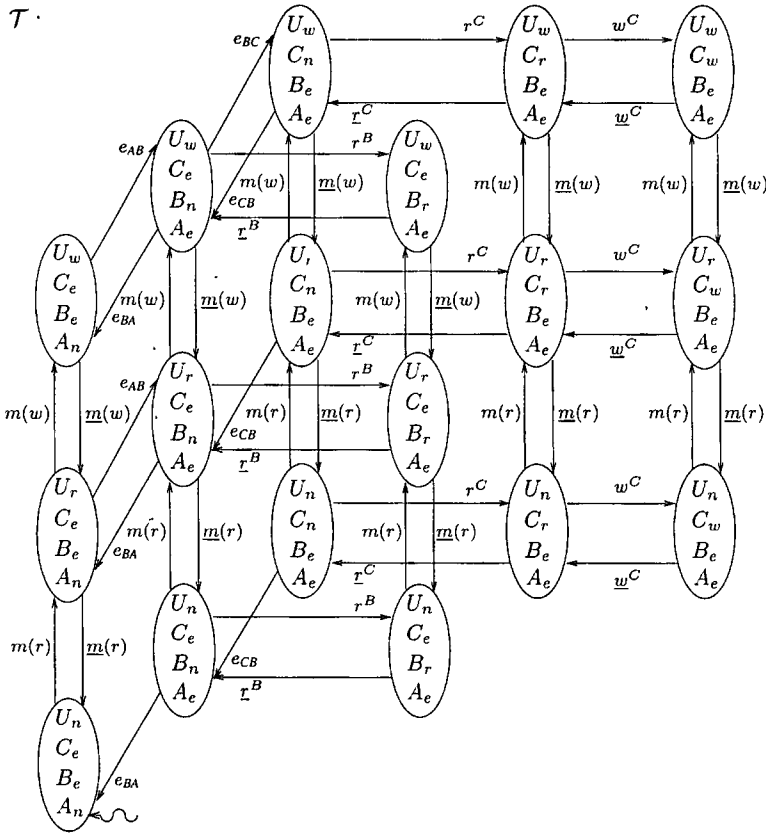 𝒯 ·
U_w
C_n
B_e
A_e
r^C
r̲^C
U_w
C_r
B_e
A_e
w^C
w̲^C
U_w
C_w
B_e
A_e
e_BC
e_AB
U_w
C_e
B_n
A_e
r^B
r̲^B
e_CB
U_w
C_e
B_r
A_e
m(w)
m̲(w)
m(w)
m̲(w)
m(w)
m̲(w)
U_w
C_e
B_e
A_n
e_BA
m(w)
m̲(w)
U_r
C_n
B_e
A_e
r^C
r̲^C
m(w)
m̲(w)
U_r
C_r
B_e
A_e
w^C
w̲^C
U_r
C_w
B_e
A_e
e_AB
U_r
C_e
B_n
A_e
r^B
r̲^B
e_CB
U_r
C_e
B_r
A_e
m(w)
m̲(w)
m(r)
m̲(r)
m(r)
m̲(r)
m(r)
m̲(r)
U_r
C_e
B_e
A_n
e_BA
m(r)
m̲(r)
U_n
C_n
B_e
A_e
r^C
r̲^C
m(r)
m̲(r)
U_n
C_r
B_e
A_e
w^C
w̲^C
U_n
C_w
B_e
A_e
U_n
C_e
B_n
A_e
r^B
r̲^B
e_CB
U_n
C_e
B_r
A_e
m(r)
m̲(r)
U_n
C_e
B_e
A_n
e_BA